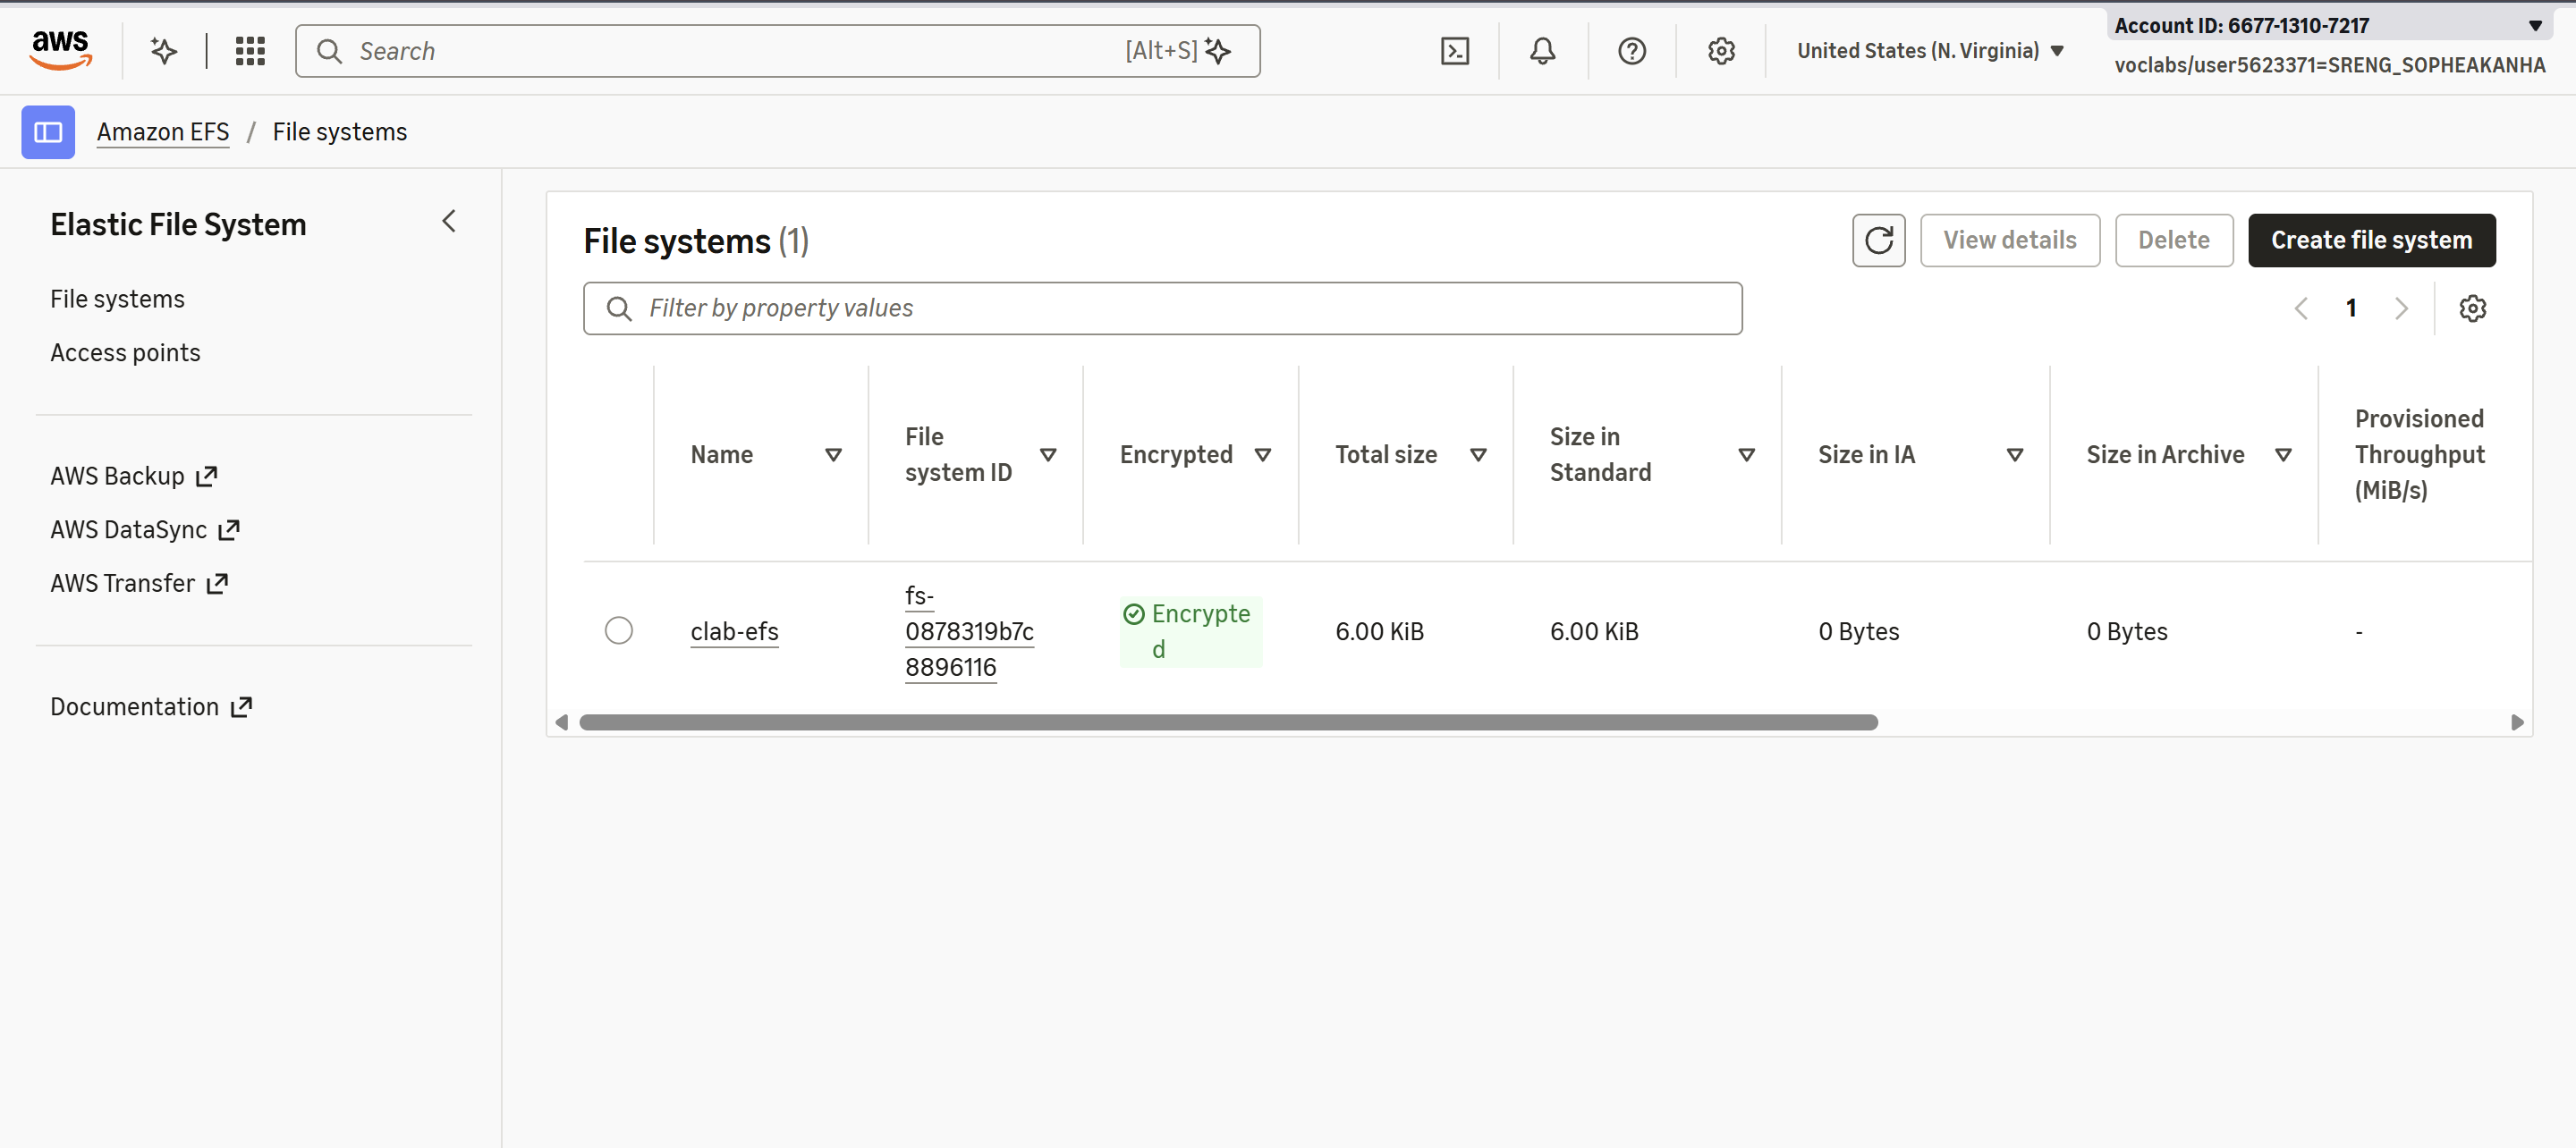 aws
Search
[Alt+S]
United States (N. Virginia)
Account ID: 6677-1310-7217
voclabs/user5623371=SRENG_SOPHEAKANHA
Amazon EFS / File systems
Elastic File System
File systems
Access points
AWS Backup
AWS DataSync
AWS Transfer
Documentation
File systems (1)
View details
Delete
Create file system
Filter by property values
1
Name
File
system ID
Encrypted
Total size
Size in
Standard
Size in IA
Size in Archive
Provisioned
Throughput
(MiB/s)
clab-efs
fs-
0878319b7c
8896116
Encrypte
d
6.00 KiB
6.00 KiB
0 Bytes
0 Bytes
-